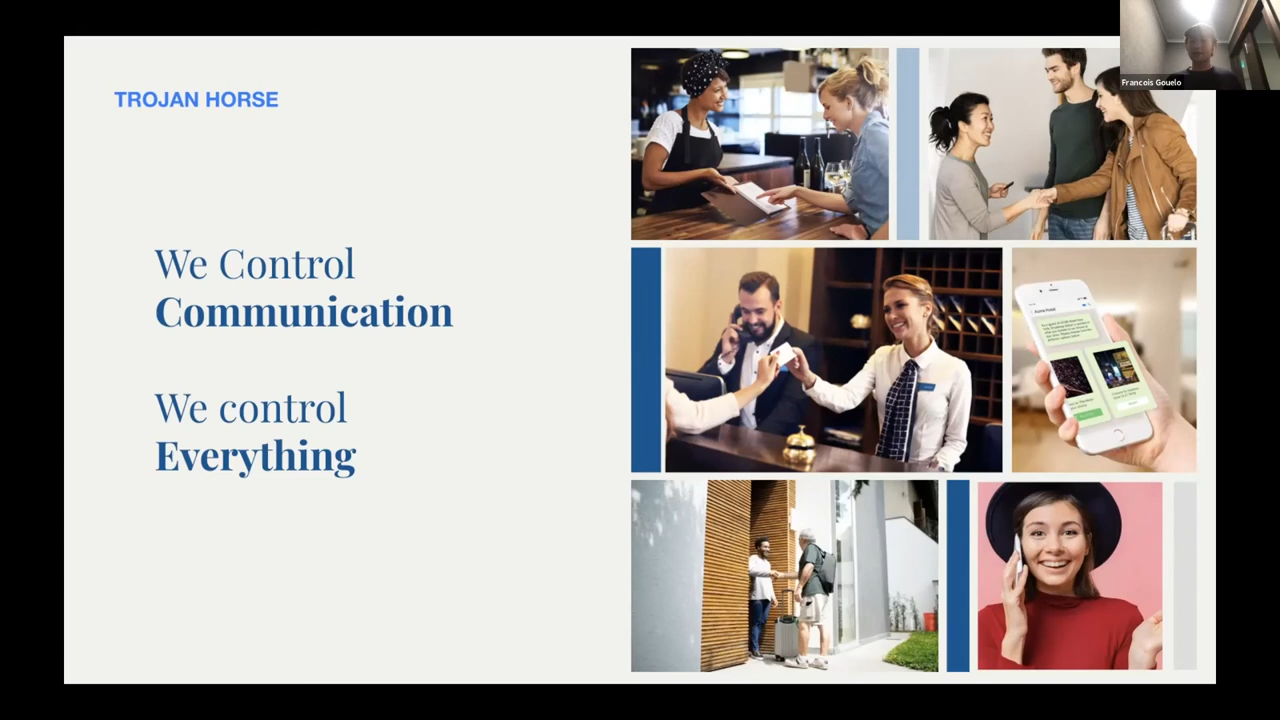 TROJAN HORSE
We Control
Communication
We control
Everything
Francois Gouelo